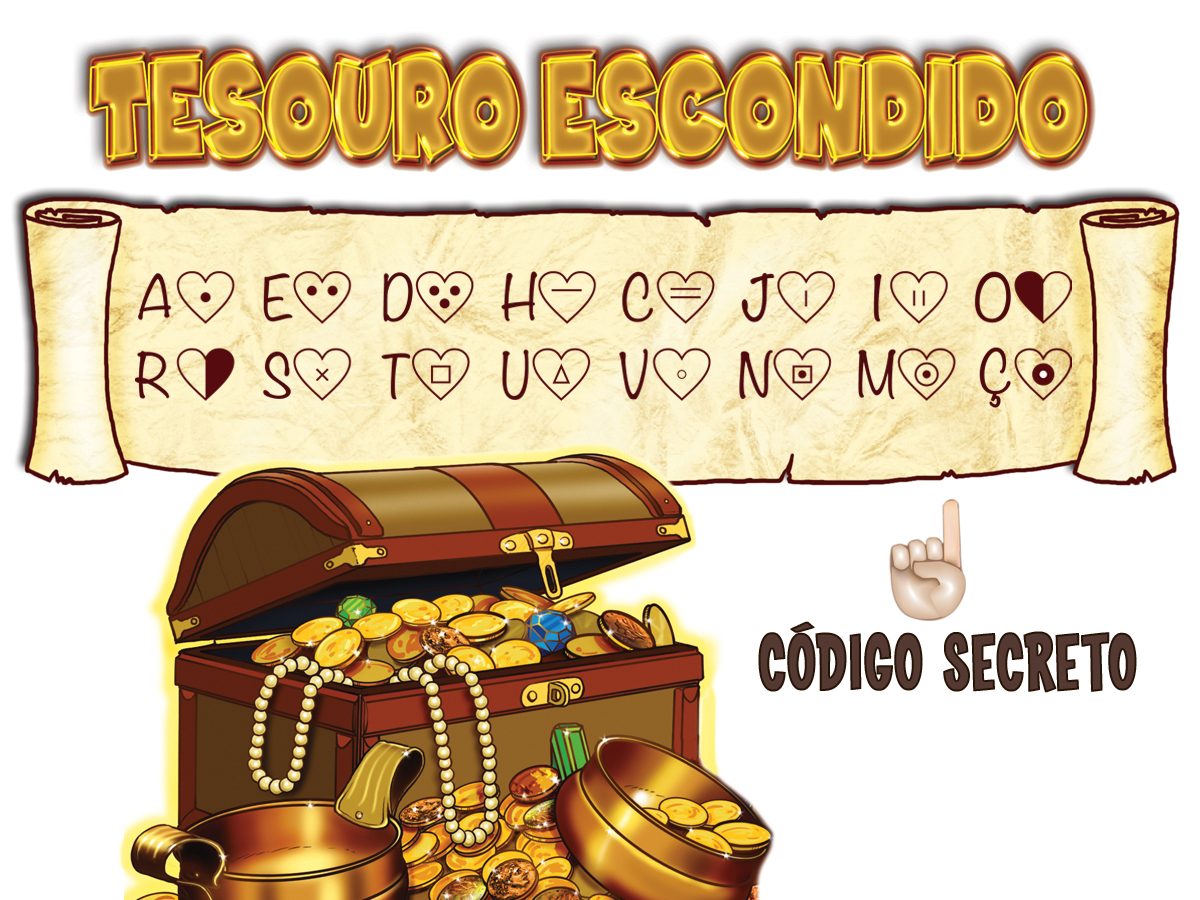 TESOURO ESCONDIDO
A E D H C J I O
R S T U V N M Ç
CÓDIGO SECRETO